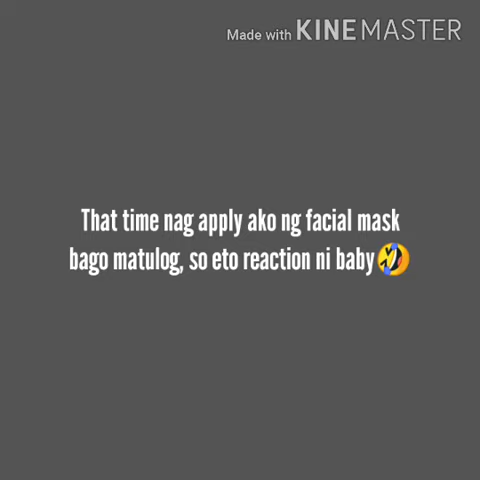 Made with KINEMASTER
That time nag apply ako ng facial mask
bago matulog, so eto reaction ni baby🤣